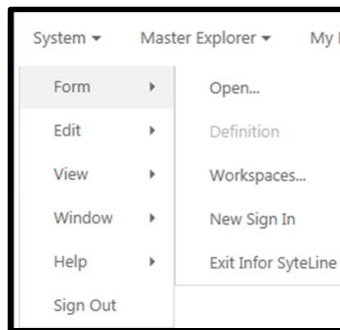 System Master Explorer My
Form Open...
Edit Definition
View Workspaces...
Window New Sign In
Help Exit Infor SyteLine
Sign Out